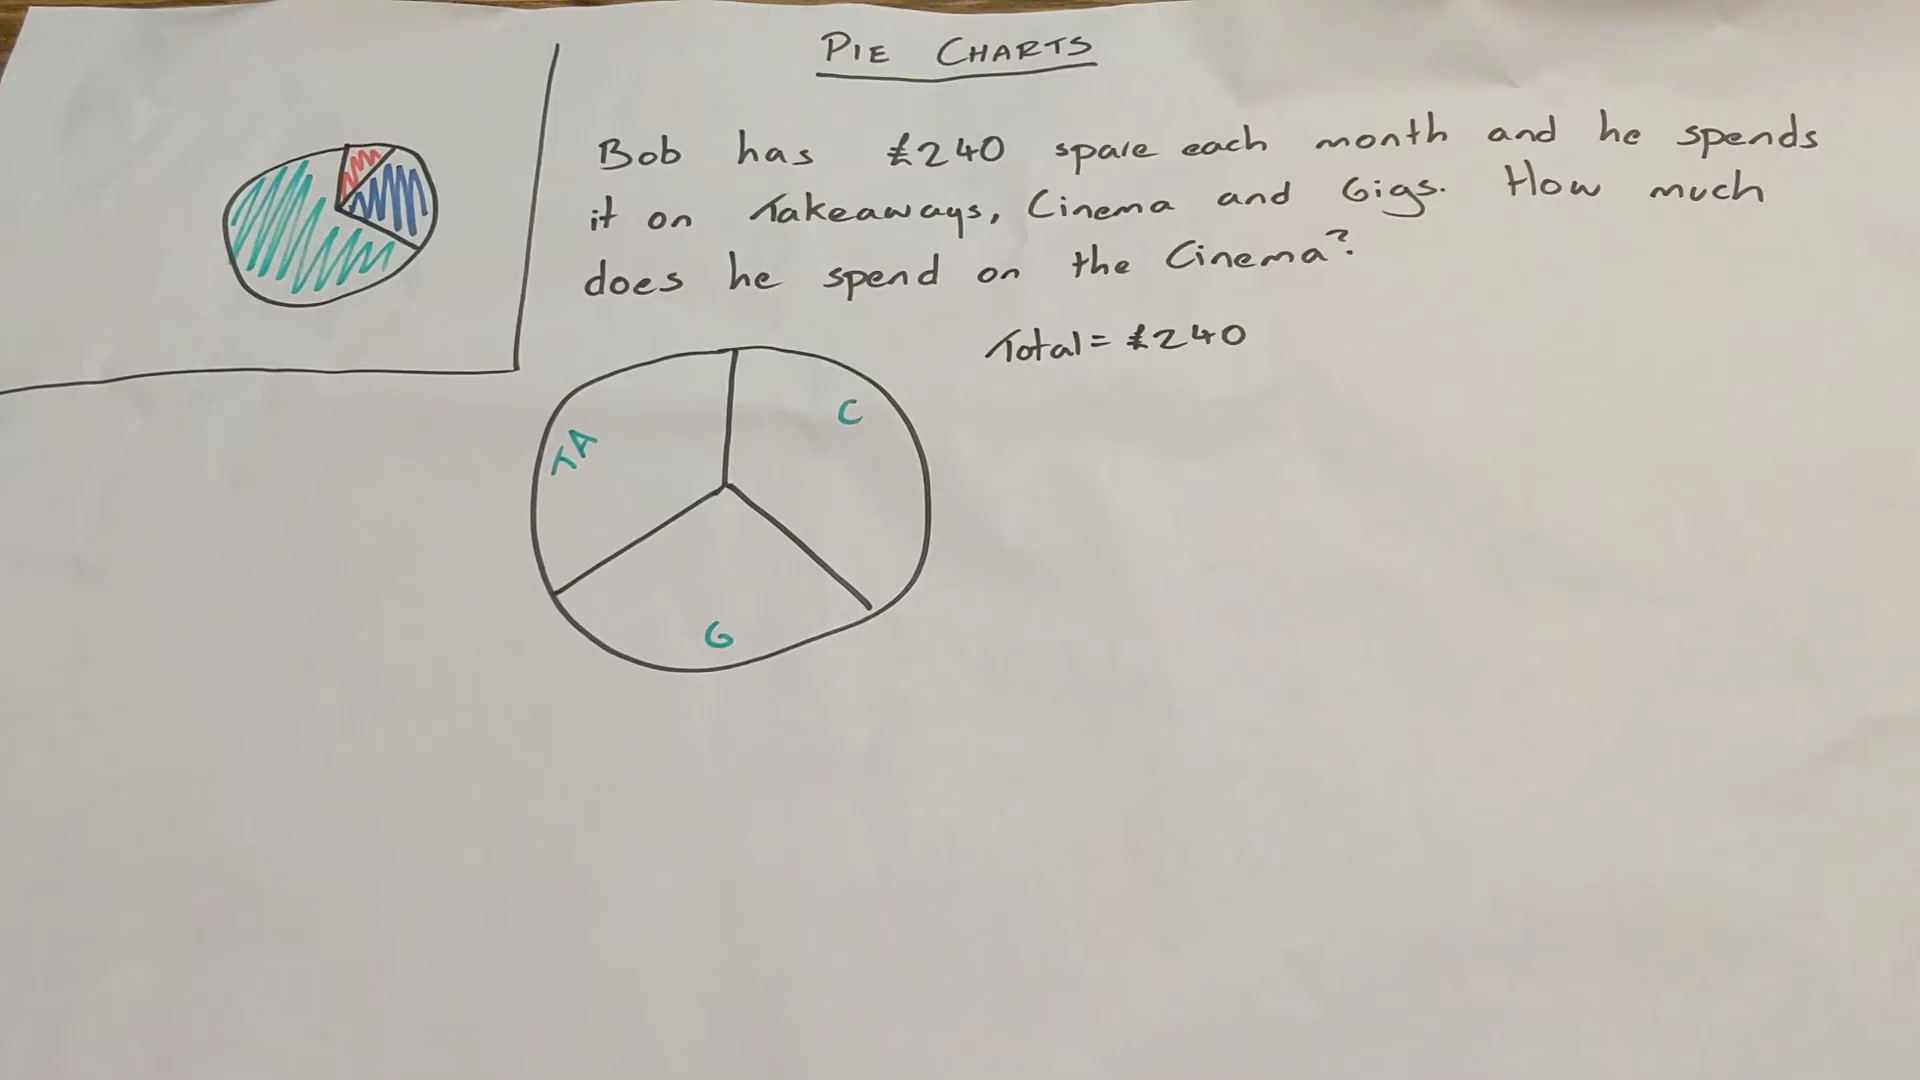 PIE CHARTS
Bob has £240 spare each month and he spends
it on Takeaways, Cinema and Gigs. How much
does he spend on the Cinema?
Total = £240
C
TA
G